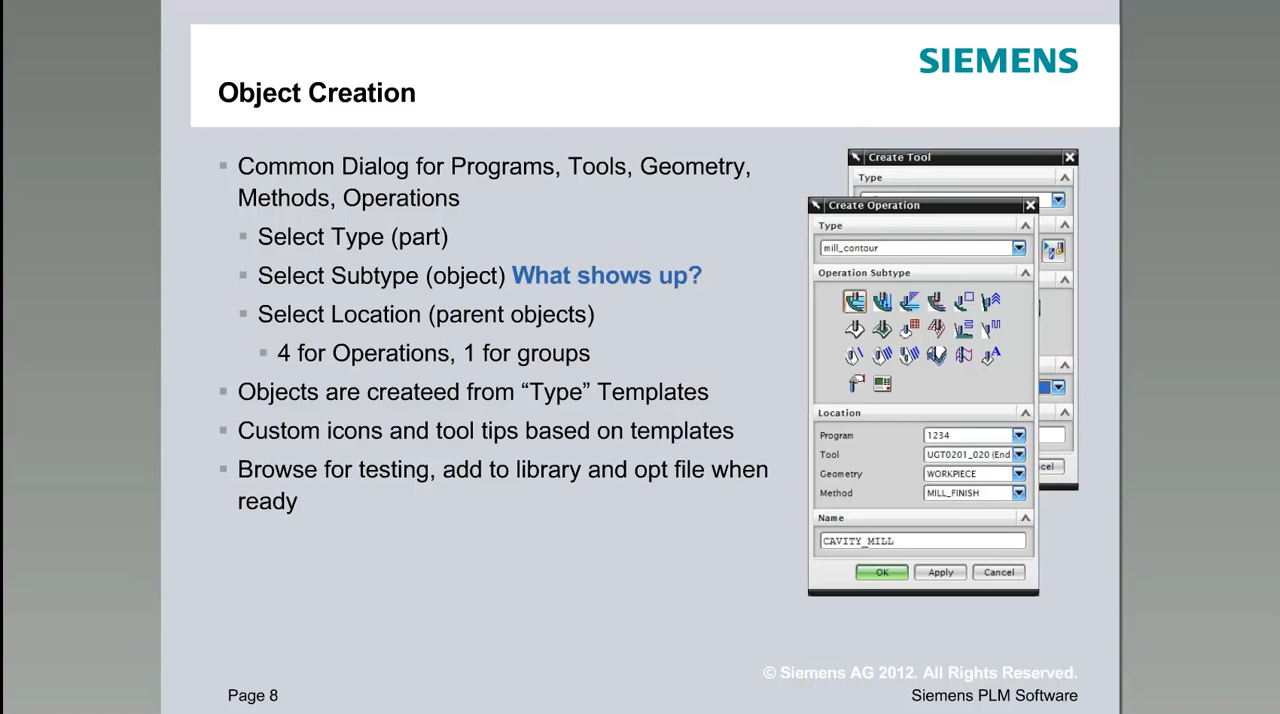 SIEMENS
Object Creation
Common Dialog for Programs, Tools, Geometry,
Methods, Operations
Select Type (part)
Select Subtype (object) What shows up?
Select Location (parent objects)
4 for Operations, 1 for groups
Objects are createed from “Type” Templates
Custom icons and tool tips based on templates
Browse for testing, add to library and opt file when
ready
Create Tool
Type
Create Operation
Type
mill_contour
Operation Subtype
Location
Program 1234
Tool UGT0201_020 (End
Geometry WORKPIECE
Method MILL_FINISH
Name
CAVITY_MILL
OK Apply Cancel
© Siemens AG 2012. All Rights Reserved.
Page 8
Siemens PLM Software